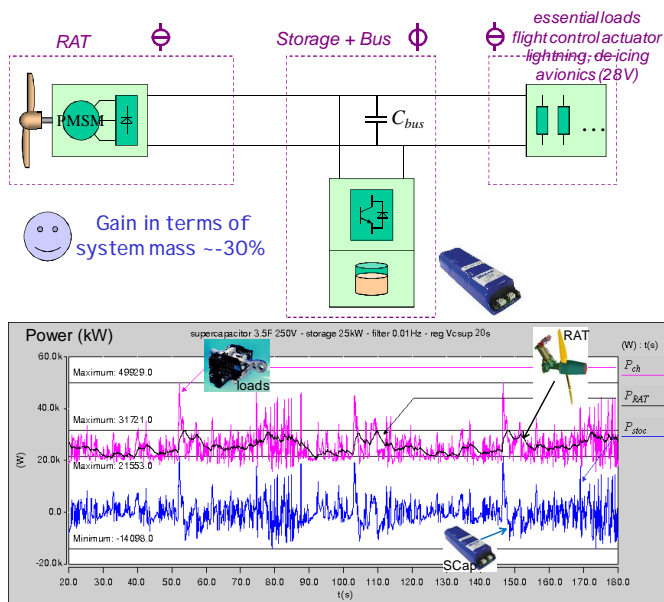 RAT
Storage + Bus
essential loads
flight control actuator
lightning, de-icing
avionics (28V)
PMSM
C_bus
...
Gain in terms of
system mass ~-30%
Power (kW)
supercapacitor 3.5F 250V - storage 25kW - filter 0.01Hz - reg Vcsup 20s
RAT
(W) : t(s)
60.0k
Maximum: 49929.0
loads
P_ch
40.0k
Maximum: 31721.0
P_RAT
(W)
20.0k
P_stoc
Maximum: 21553.0
0.0
Minimum: -14098.0
SCap
-20.0k
20.0 30.0 40.0 50.0 60.0 70.0 80.0 90.0 100.0 110.0 120.0 130.0 140.0 150.0 160.0 170.0 180.0
t(s)